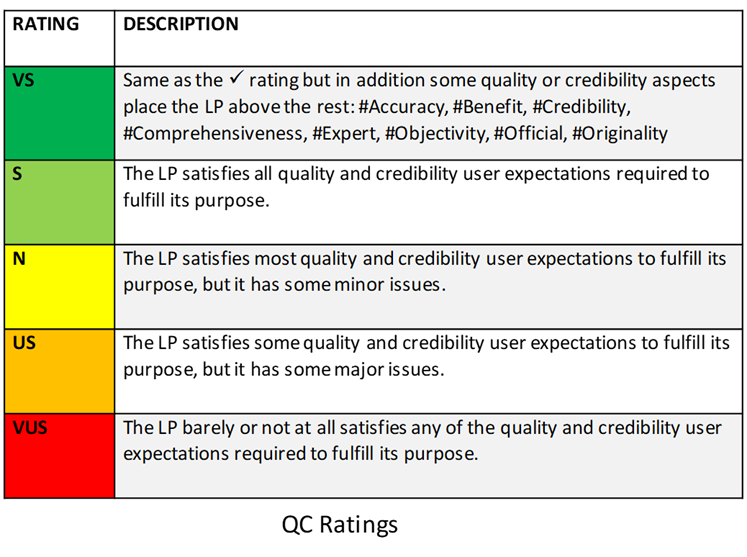 RATING DESCRIPTION
VS Same as the ✓ rating but in addition some quality or credibility aspects
place the LP above the rest: #Accuracy, #Benefit, #Credibility,
#Comprehensiveness, #Expert, #Objectivity, #Official, #Originality
S The LP satisfies all quality and credibility user expectations required to
fulfill its purpose.
N The LP satisfies most quality and credibility user expectations to fulfill its
purpose, but it has some minor issues.
US The LP satisfies some quality and credibility user expectations to fulfill its
purpose, but it has some major issues.
VUS The LP barely or not at all satisfies any of the quality and credibility user
expectations required to fulfill its purpose.
QC Ratings